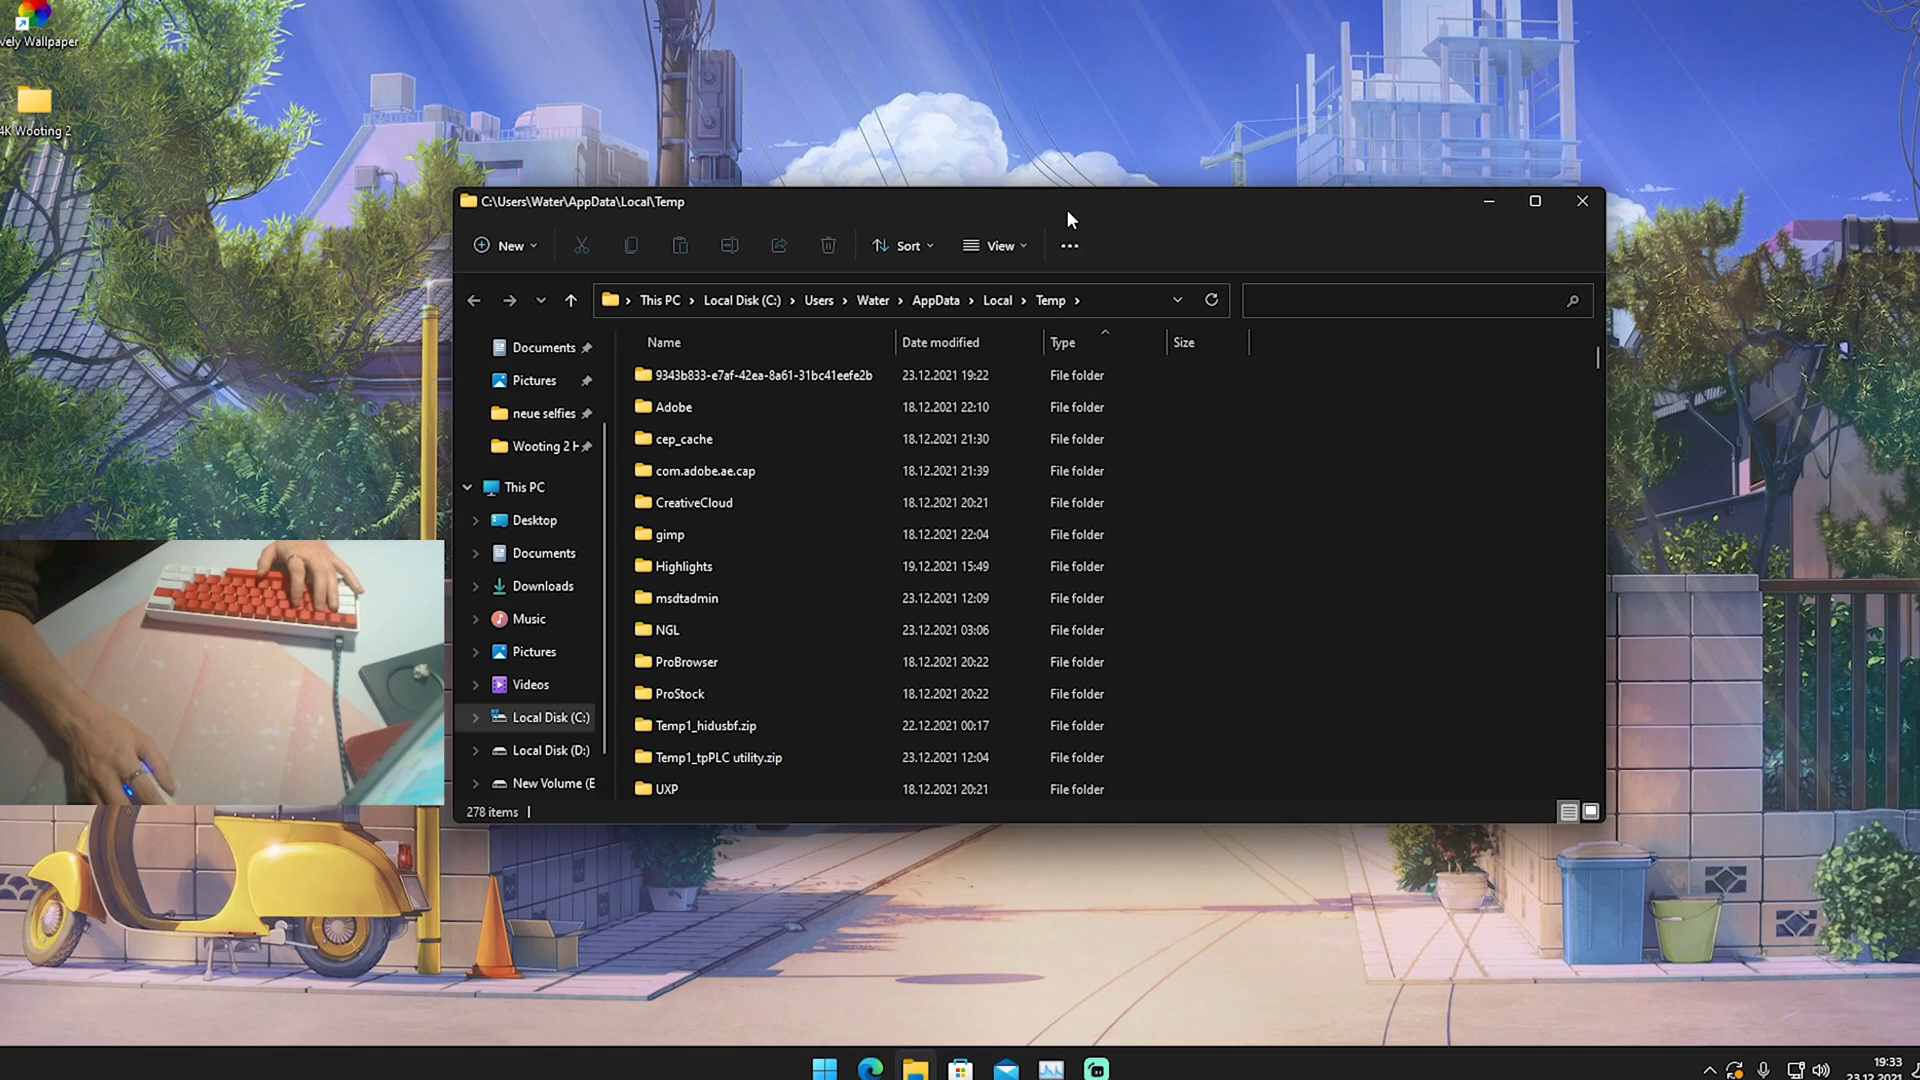 vely Wallpaper
4K Wooting 2
C:\Users\Water\AppData\Local\Temp
New
Sort
View
This PC
Local Disk (C:)
Users
Water
AppData
Local
Temp
Name
Date modified
Type
Size
Documents
Pictures
neue selfies
Wooting 2 H
This PC
Desktop
Documents
Downloads
Music
Pictures
Videos
Local Disk (C:)
Local Disk (D:)
New Volume (E
9343b833-e7af-42ea-8a61-31bc41eefe2b 23.12.2021 19:22 File folder
Adobe 18.12.2021 22:10 File folder
cep_cache 18.12.2021 21:30 File folder
com.adobe.ae.cap 18.12.2021 21:39 File folder
CreativeCloud 18.12.2021 20:21 File folder
gimp 18.12.2021 22:04 File folder
Highlights 19.12.2021 15:49 File folder
msdtadmin 23.12.2021 12:09 File folder
NGL 23.12.2021 03:06 File folder
ProBrowser 18.12.2021 20:22 File folder
ProStock 18.12.2021 20:22 File folder
Temp1_hidusbf.zip 22.12.2021 00:17 File folder
Temp1_tpPLC utility.zip 23.12.2021 12:04 File folder
UXP 18.12.2021 20:21 File folder
278 items
19:33
23.12.2021